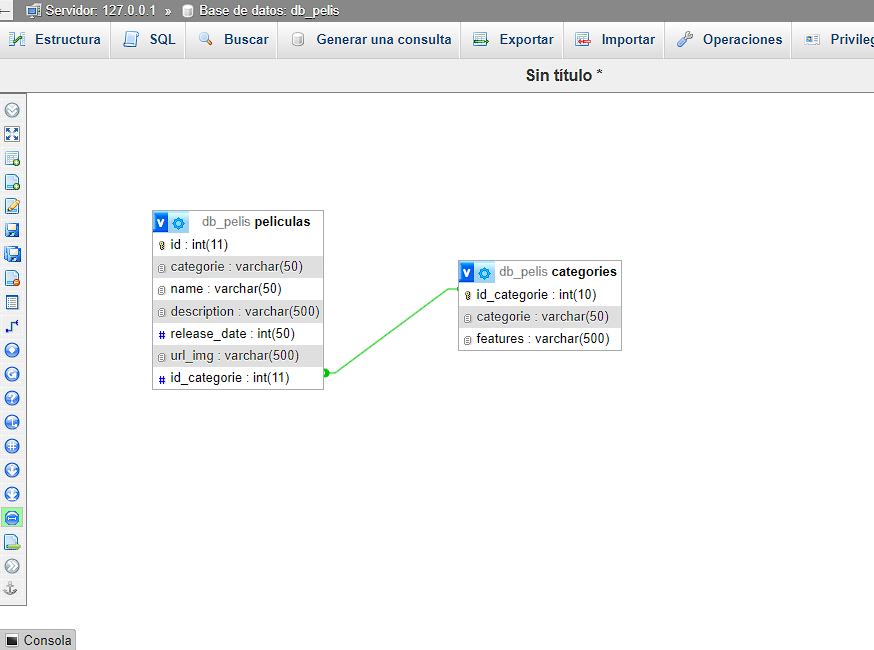 Servidor: 127.0.0.1 » Base de datos: db_pelis
Estructura SQL Buscar Generar una consulta Exportar Importar Operaciones Privileg
Sin título *
v db_pelis peliculas
id : int(11)
categorie : varchar(50)
name : varchar(50)
description : varchar(500)
# release_date : int(50)
url_img : varchar(500)
# id_categorie : int(11)
v db_pelis categories
id_categorie : int(10)
categorie : varchar(50)
features : varchar(500)
Consola